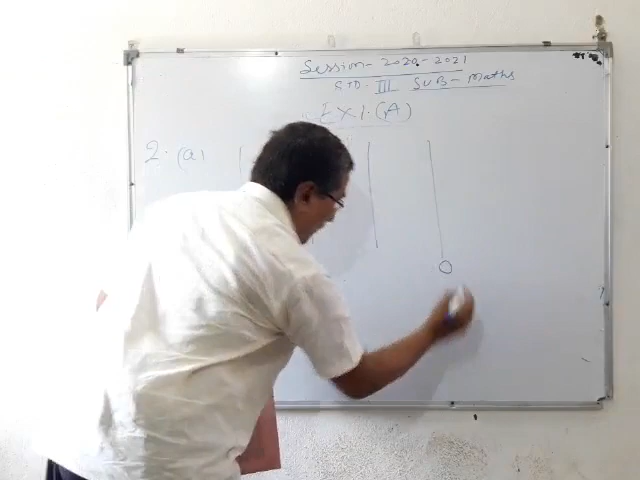 Session - 2020-2021
STD. III SUB - Maths
EX 1. (A)
2. (a)
O